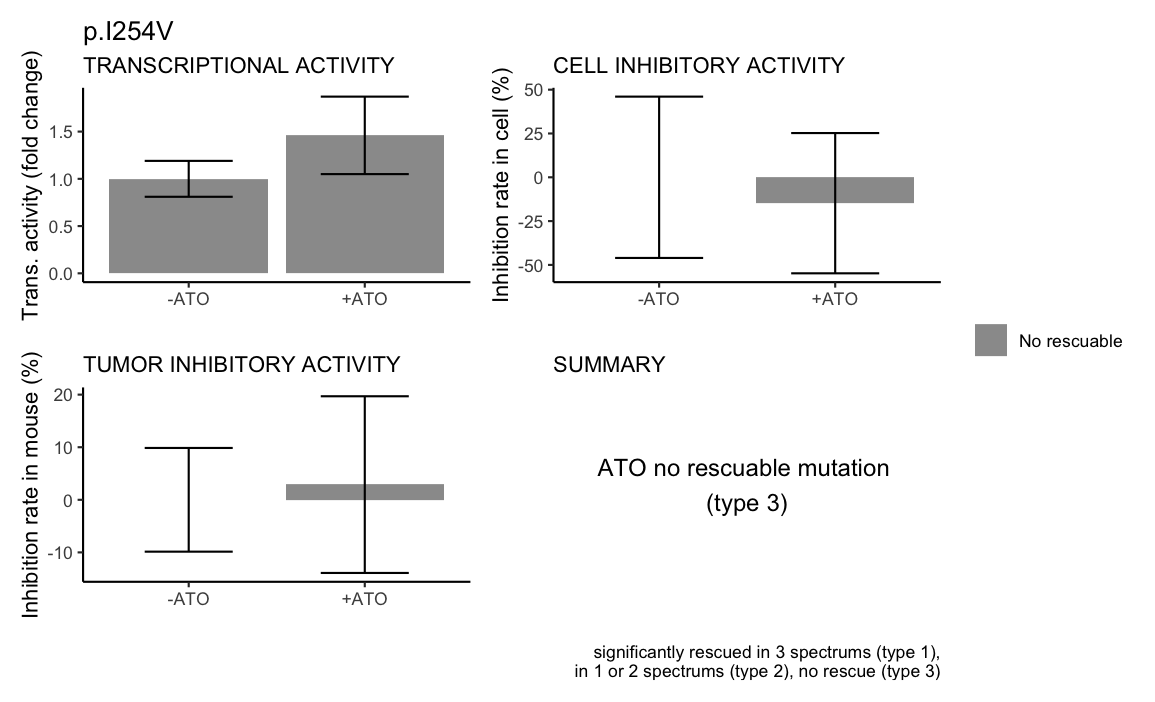 p.I254V
TRANSCRIPTIONAL ACTIVITY
Trans. activity (fold change)
1.5
1.0
0.5
0.0
-ATO
+ATO
CELL INHIBITORY ACTIVITY
Inhibition rate in cell (%)
50
25
0
-25
-50
-ATO
+ATO
No rescuable
TUMOR INHIBITORY ACTIVITY
Inhibition rate in mouse (%)
20
10
0
-10
-ATO
+ATO
SUMMARY
ATO no rescuable mutation
(type 3)
significantly rescued in 3 spectrums (type 1),
in 1 or 2 spectrums (type 2), no rescue (type 3)